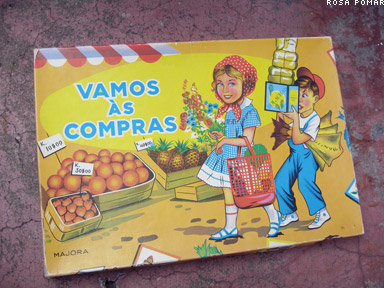 ROSA POMAR
VAMOS
ÀS
COMPRAS
K.
10$00
K.
30$00
MAJORA